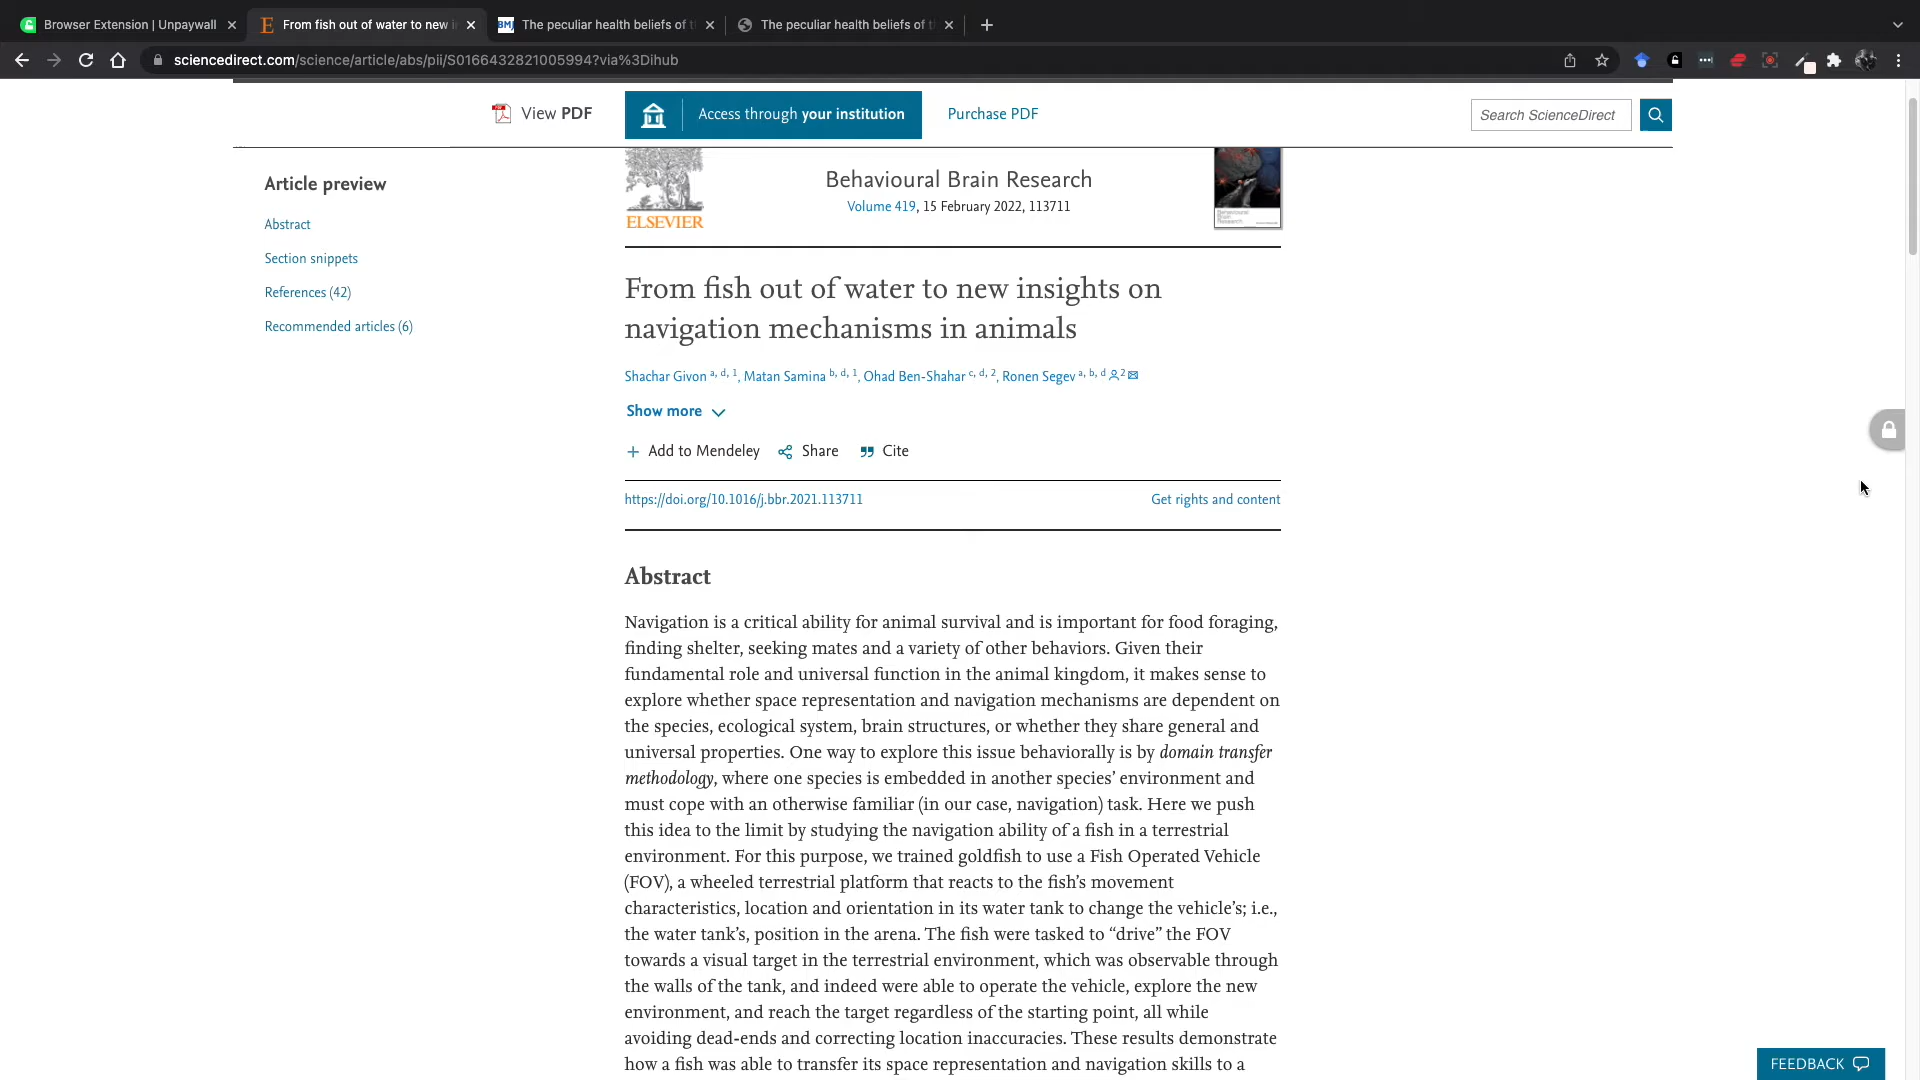 Browser Extension | Unpaywall
From fish out of water to new i
BMJ The peculiar health beliefs of t
The peculiar health beliefs of t
sciencedirect.com/science/article/abs/pii/S0166432821005994?via%3Dihub
View PDF
Access through your institution
Purchase PDF
Search ScienceDirect
Article preview
Abstract
Section snippets
References (42)
Recommended articles (6)
ELSEVIER
Behavioural Brain Research
Volume 419, 15 February 2022, 113711
From fish out of water to new insights on
navigation mechanisms in animals
Shachar Givon a, d, 1, Matan Samina b, d, 1, Ohad Ben-Shahar c, d, 2, Ronen Segev a, b, d 2
Show more
Add to Mendeley Share Cite
https://doi.org/10.1016/j.bbr.2021.113711
Get rights and content
Abstract
Navigation is a critical ability for animal survival and is important for food foraging,
finding shelter, seeking mates and a variety of other behaviors. Given their
fundamental role and universal function in the animal kingdom, it makes sense to
explore whether space representation and navigation mechanisms are dependent on
the species, ecological system, brain structures, or whether they share general and
universal properties. One way to explore this issue behaviorally is by domain transfer
methodology, where one species is embedded in another species’ environment and
must cope with an otherwise familiar (in our case, navigation) task. Here we push
this idea to the limit by studying the navigation ability of a fish in a terrestrial
environment. For this purpose, we trained goldfish to use a Fish Operated Vehicle
(FOV), a wheeled terrestrial platform that reacts to the fish’s movement
characteristics, location and orientation in its water tank to change the vehicle’s; i.e.,
the water tank’s, position in the arena. The fish were tasked to “drive” the FOV
towards a visual target in the terrestrial environment, which was observable through
the walls of the tank, and indeed were able to operate the vehicle, explore the new
environment, and reach the target regardless of the starting point, all while
avoiding dead-ends and correcting location inaccuracies. These results demonstrate
how a fish was able to transfer its space representation and navigation skills to a
FEEDBACK